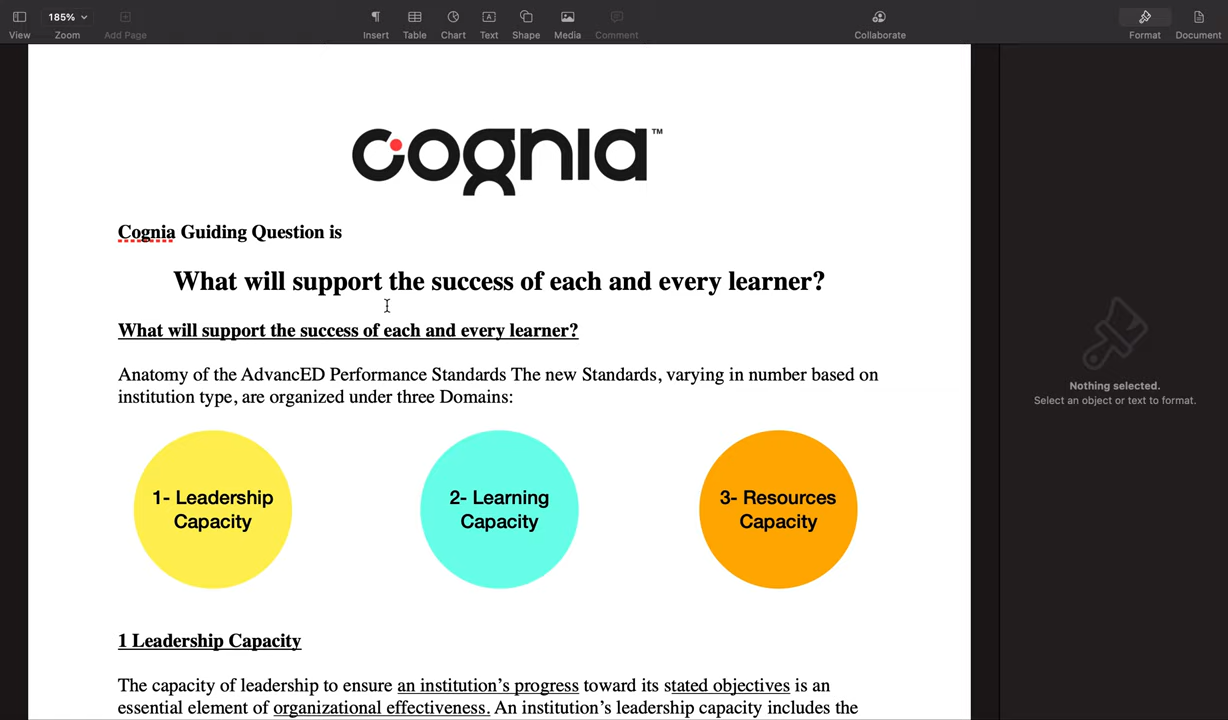 185%
View
Zoom
Add Page
Insert
Table
Chart
Text
Shape
Media
Comment
Collaborate
Format
Document
cognia™
Cognia Guiding Question is
What will support the success of each and every learner?
What will support the success of each and every learner?
Anatomy of the AdvancED Performance Standards The new Standards, varying in number based on
institution type, are organized under three Domains:
1- Leadership
Capacity
2- Learning
Capacity
3- Resources
Capacity
1 Leadership Capacity
The capacity of leadership to ensure an institution's progress toward its stated objectives is an
essential element of organizational effectiveness. An institution's leadership capacity includes the
Nothing selected.
Select an object or text to format.